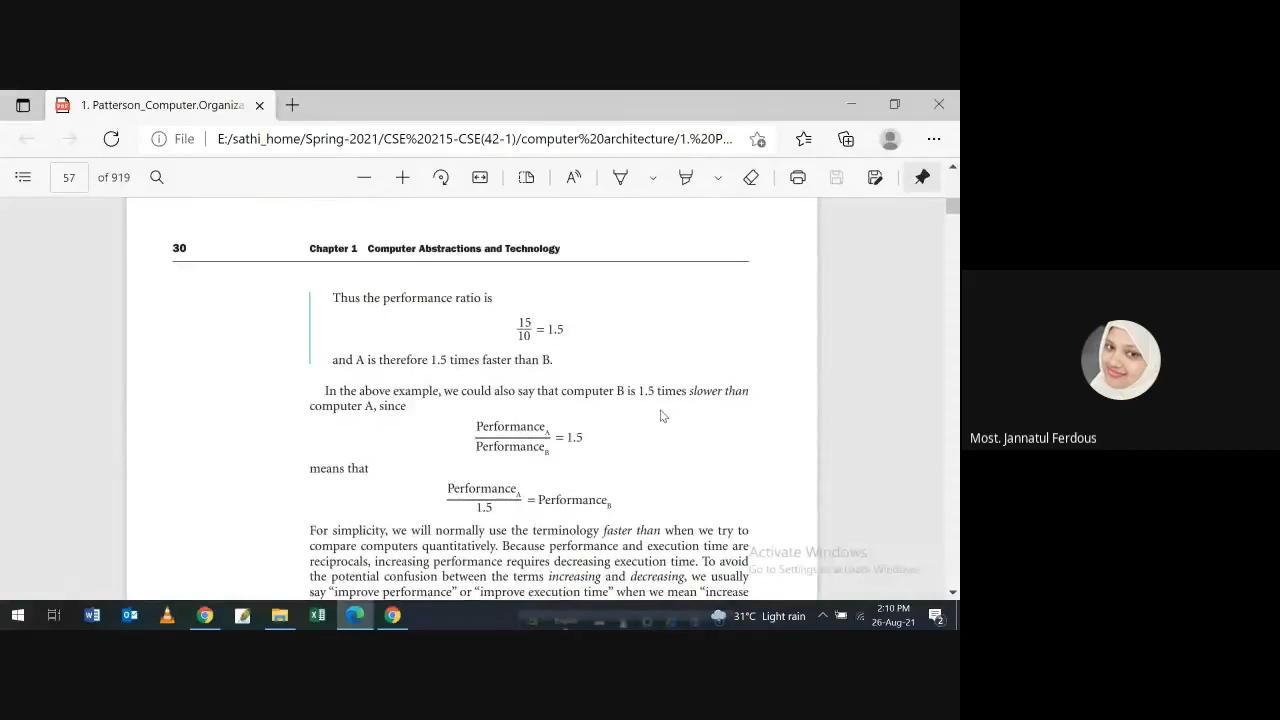 1. Patterson_Computer.Organiza
File
E:/sathi_home/Spring-2021/CSE%20215-CSE(42-1)/computer%20architecture/1.%20P...
57 of 919
30 Chapter 1 Computer Abstractions and Technology
Thus the performance ratio is
15/10 = 1.5
and A is therefore 1.5 times faster than B.
In the above example, we could also say that computer B is 1.5 times slower than
computer A, since
Performance_A / Performance_B = 1.5
means that
Performance_A / 1.5 = Performance_B
For simplicity, we will normally use the terminology faster than when we try to
compare computers quantitatively. Because performance and execution time are
reciprocals, increasing performance requires decreasing execution time. To avoid
the potential confusion between the terms increasing and decreasing, we usually
say “improve performance” or “improve execution time” when we mean “increase
Activate Windows
Go to Settings to activate Windows.
Most. Jannatul Ferdous
31°C Light rain
2:10 PM
26-Aug-21
2